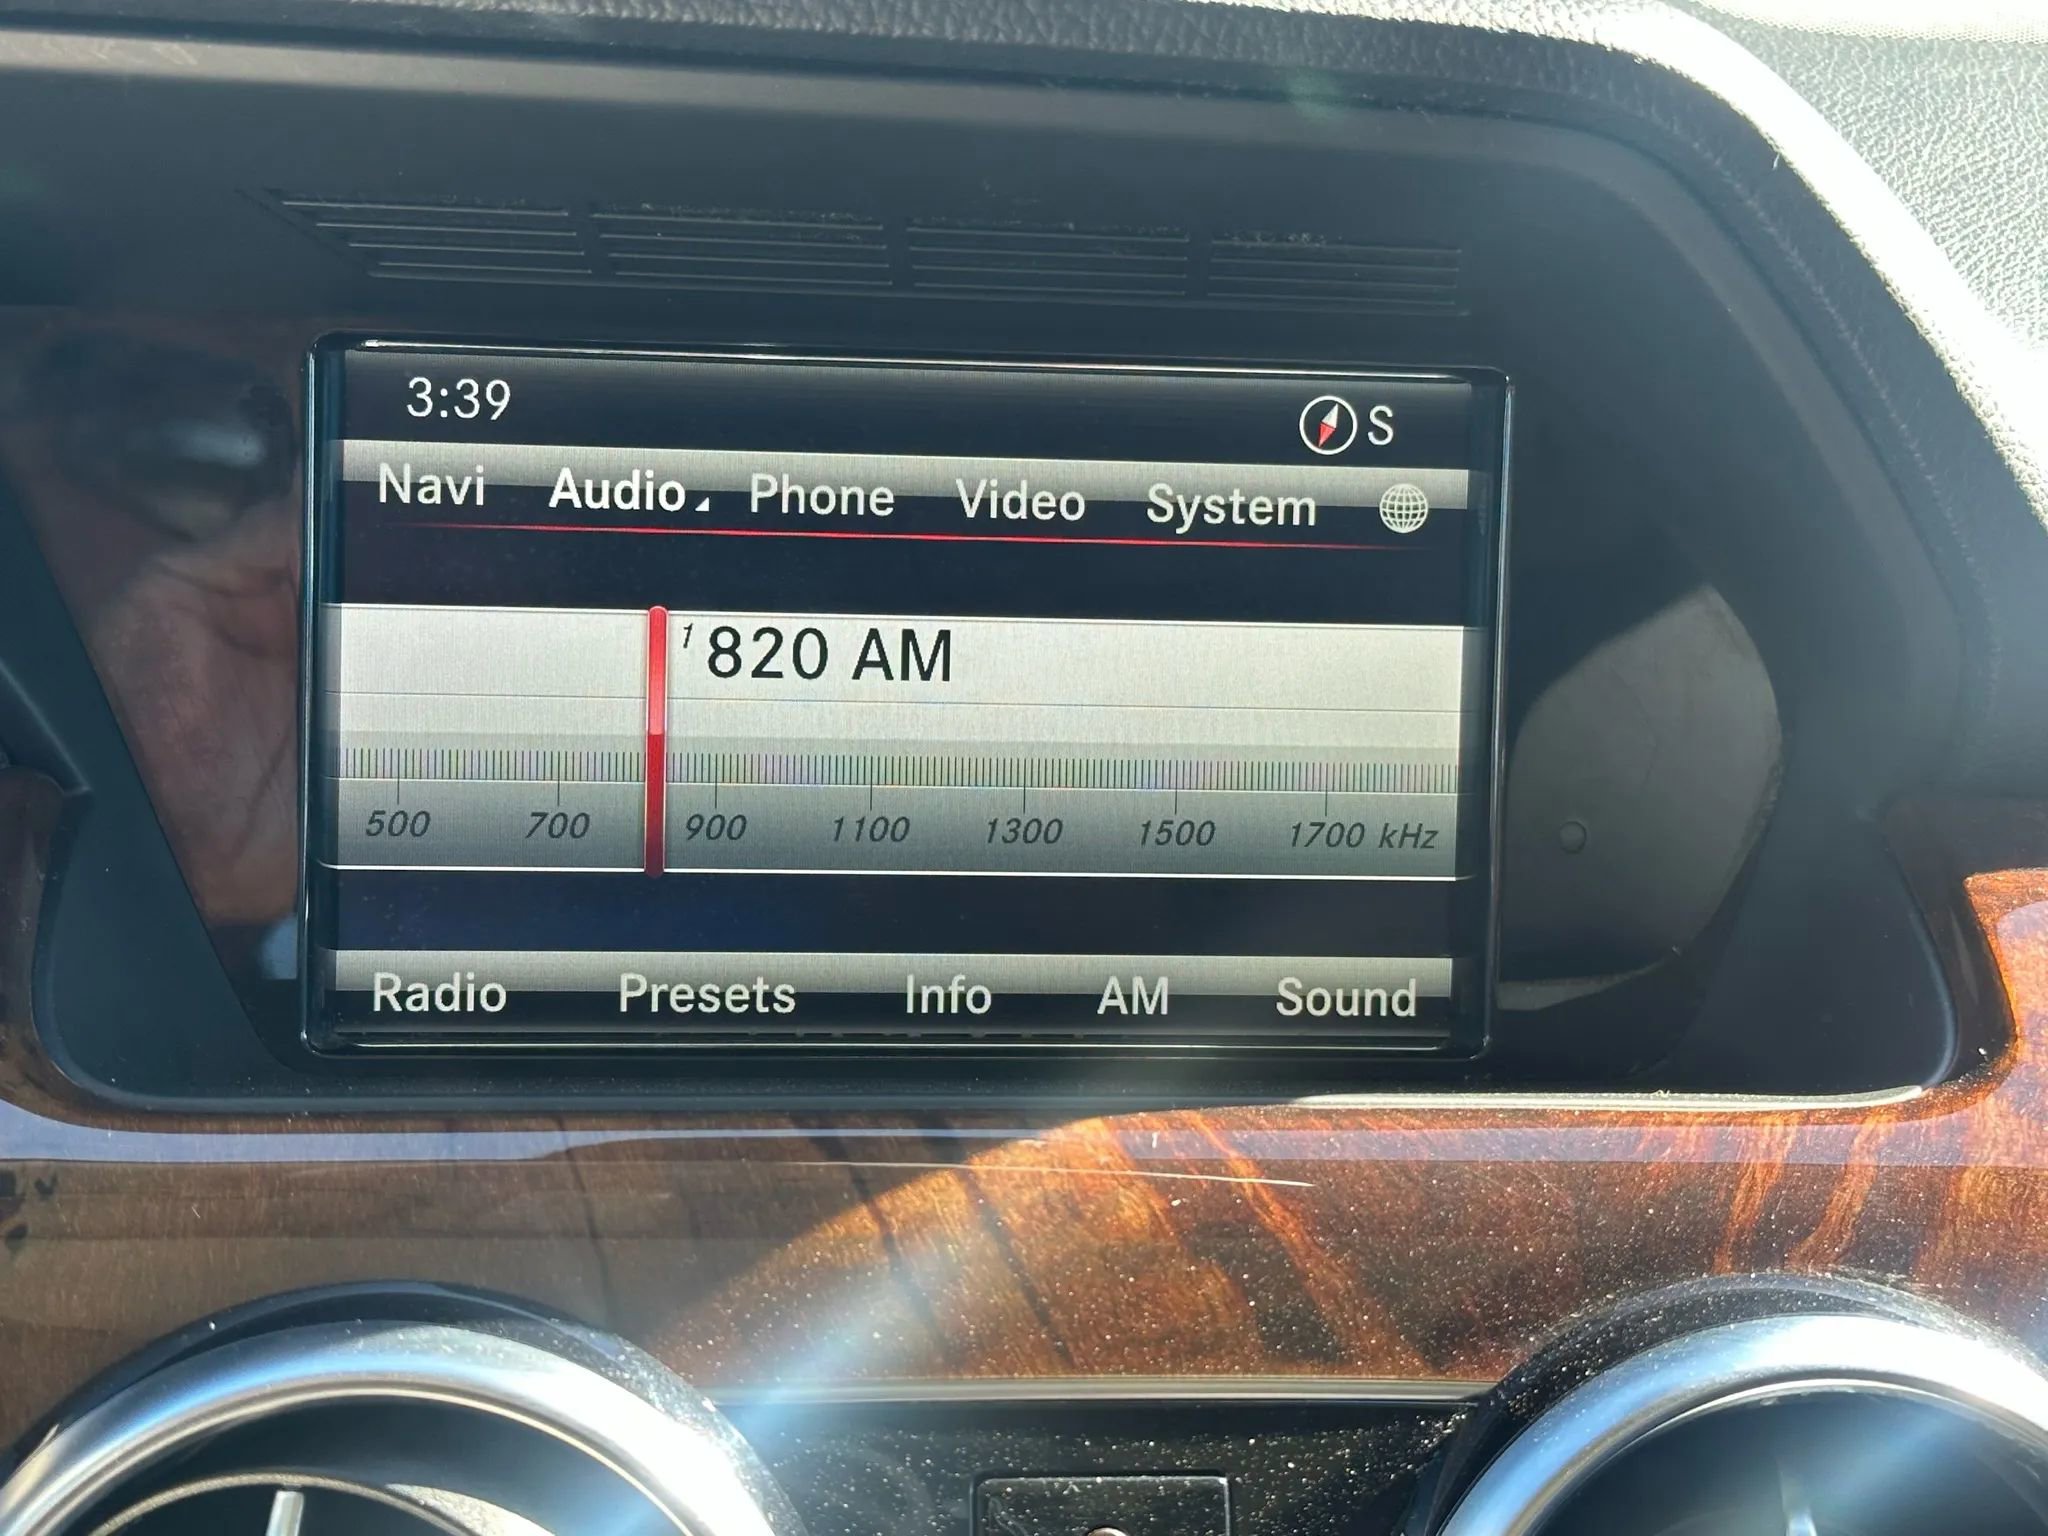 3:39 S
Navi Audio Phone Video System
1 820 AM
500 700 900 1100 1300 1500 1700 kHz
Radio Presets Info AM Sound